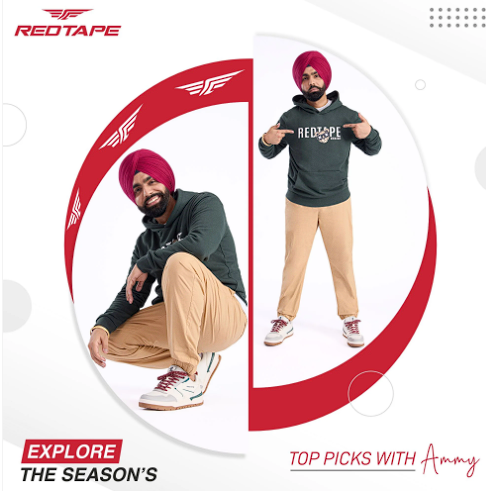 REDTAPE
REDTAPE
EXPLORE
THE SEASON'S
TOP PICKS WITH Ammy